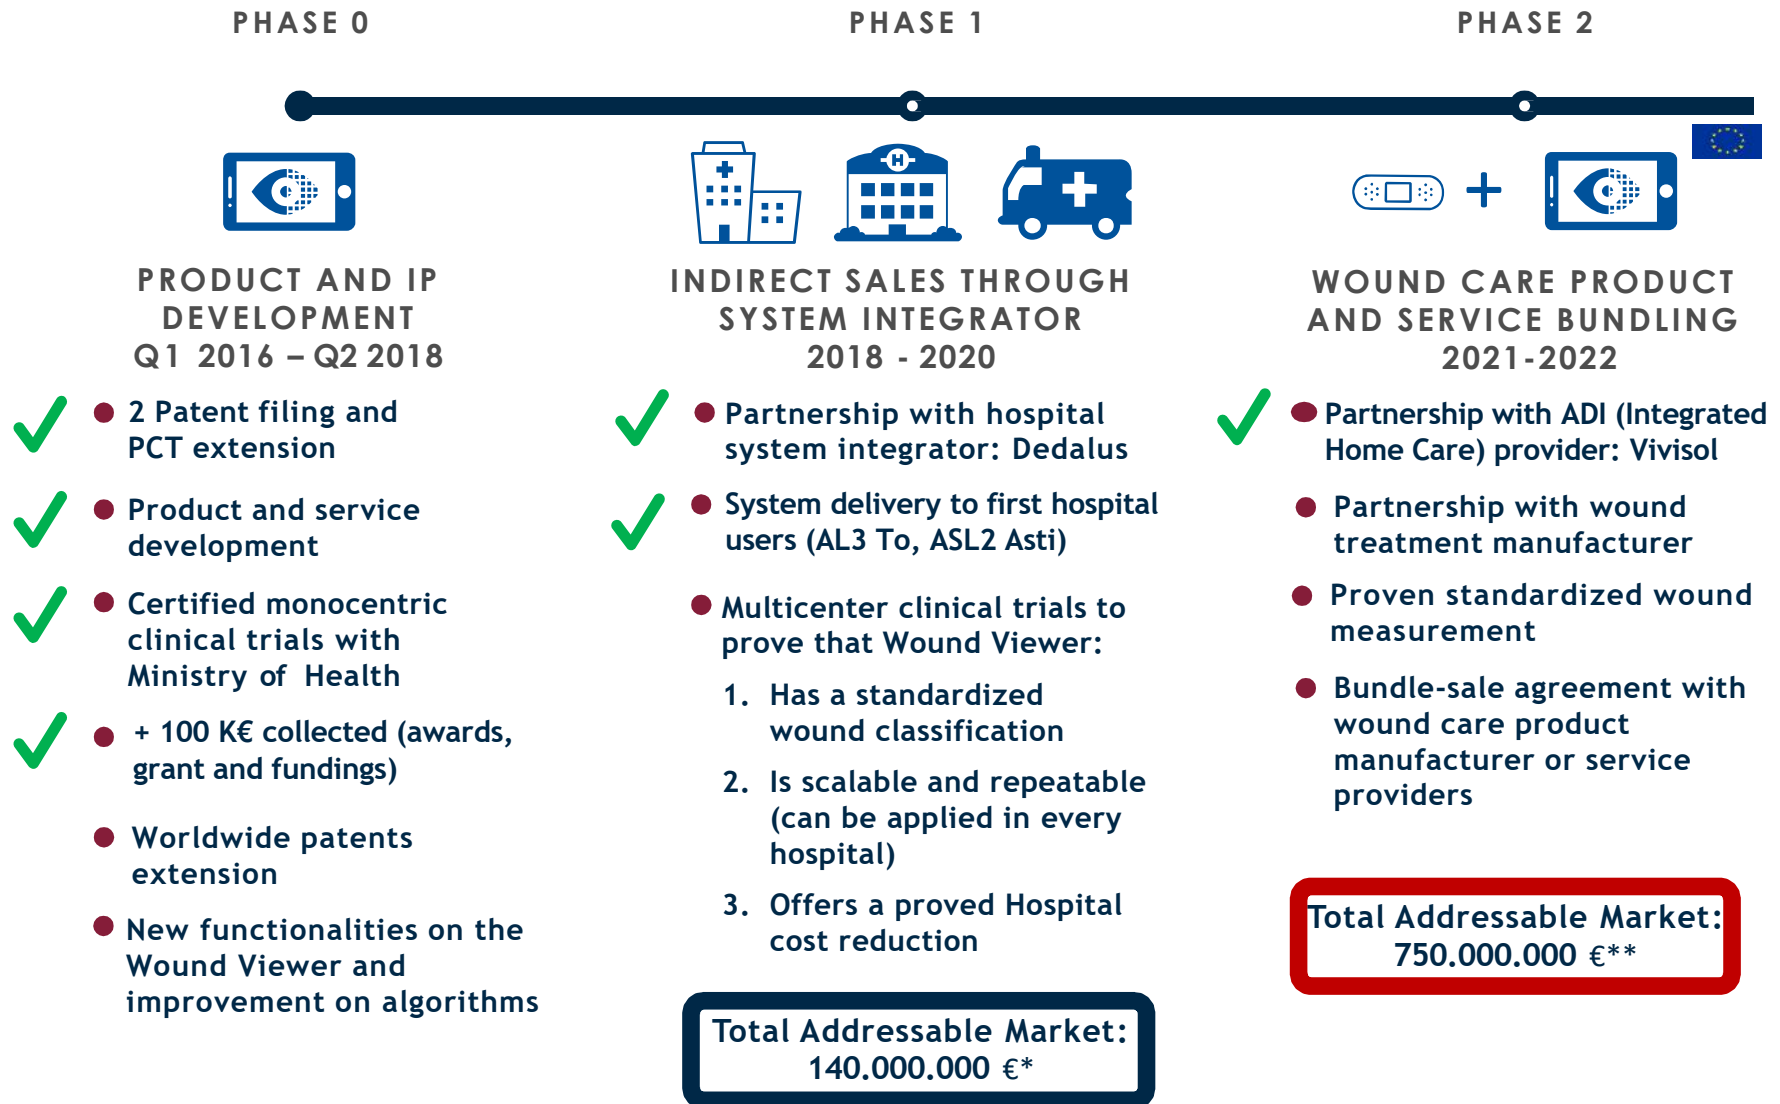 PHASE 0
PRODUCT AND IP
DEVELOPMENT
Q1 2016 – Q2 2018
2 Patent filing and
PCT extension
Product and service
development
Certified monocentric
clinical trials with
Ministry of Health
+ 100 K€ collected (awards,
grant and fundings)
Worldwide patents
extension
New functionalities on the
Wound Viewer and
improvement on algorithms
PHASE 1
H
INDIRECT SALES THROUGH
SYSTEM INTEGRATOR
2018 - 2020
Partnership with hospital
system integrator: Dedalus
System delivery to first hospital
users (AL3 To, ASL2 Asti)
Multicenter clinical trials to
prove that Wound Viewer:
1. Has a standardized
wound classification
2. Is scalable and repeatable
(can be applied in every
hospital)
3. Offers a proved Hospital
cost reduction
Total Addressable Market:
140.000.000 €*
PHASE 2
WOUND CARE PRODUCT
AND SERVICE BUNDLING
2021-2022
Partnership with ADI (Integrated
Home Care) provider: Vivisol
Partnership with wound
treatment manufacturer
Proven standardized wound
measurement
Bundle-sale agreement with
wound care product
manufacturer or service
providers
Total Addressable Market:
750.000.000 €**